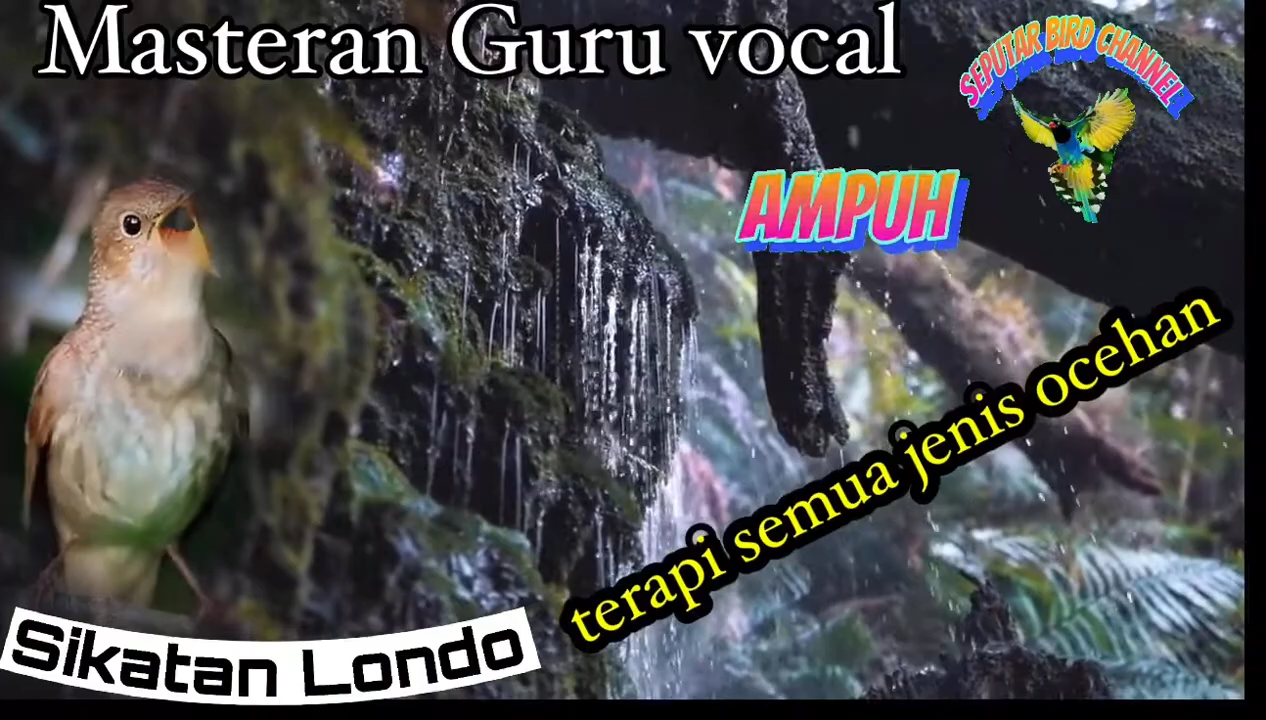 Masteran Guru vocal
SEPUTAR BIRD CHANNEL
AMPUH
terapi semua jenis ocehan
Sikatan Londo